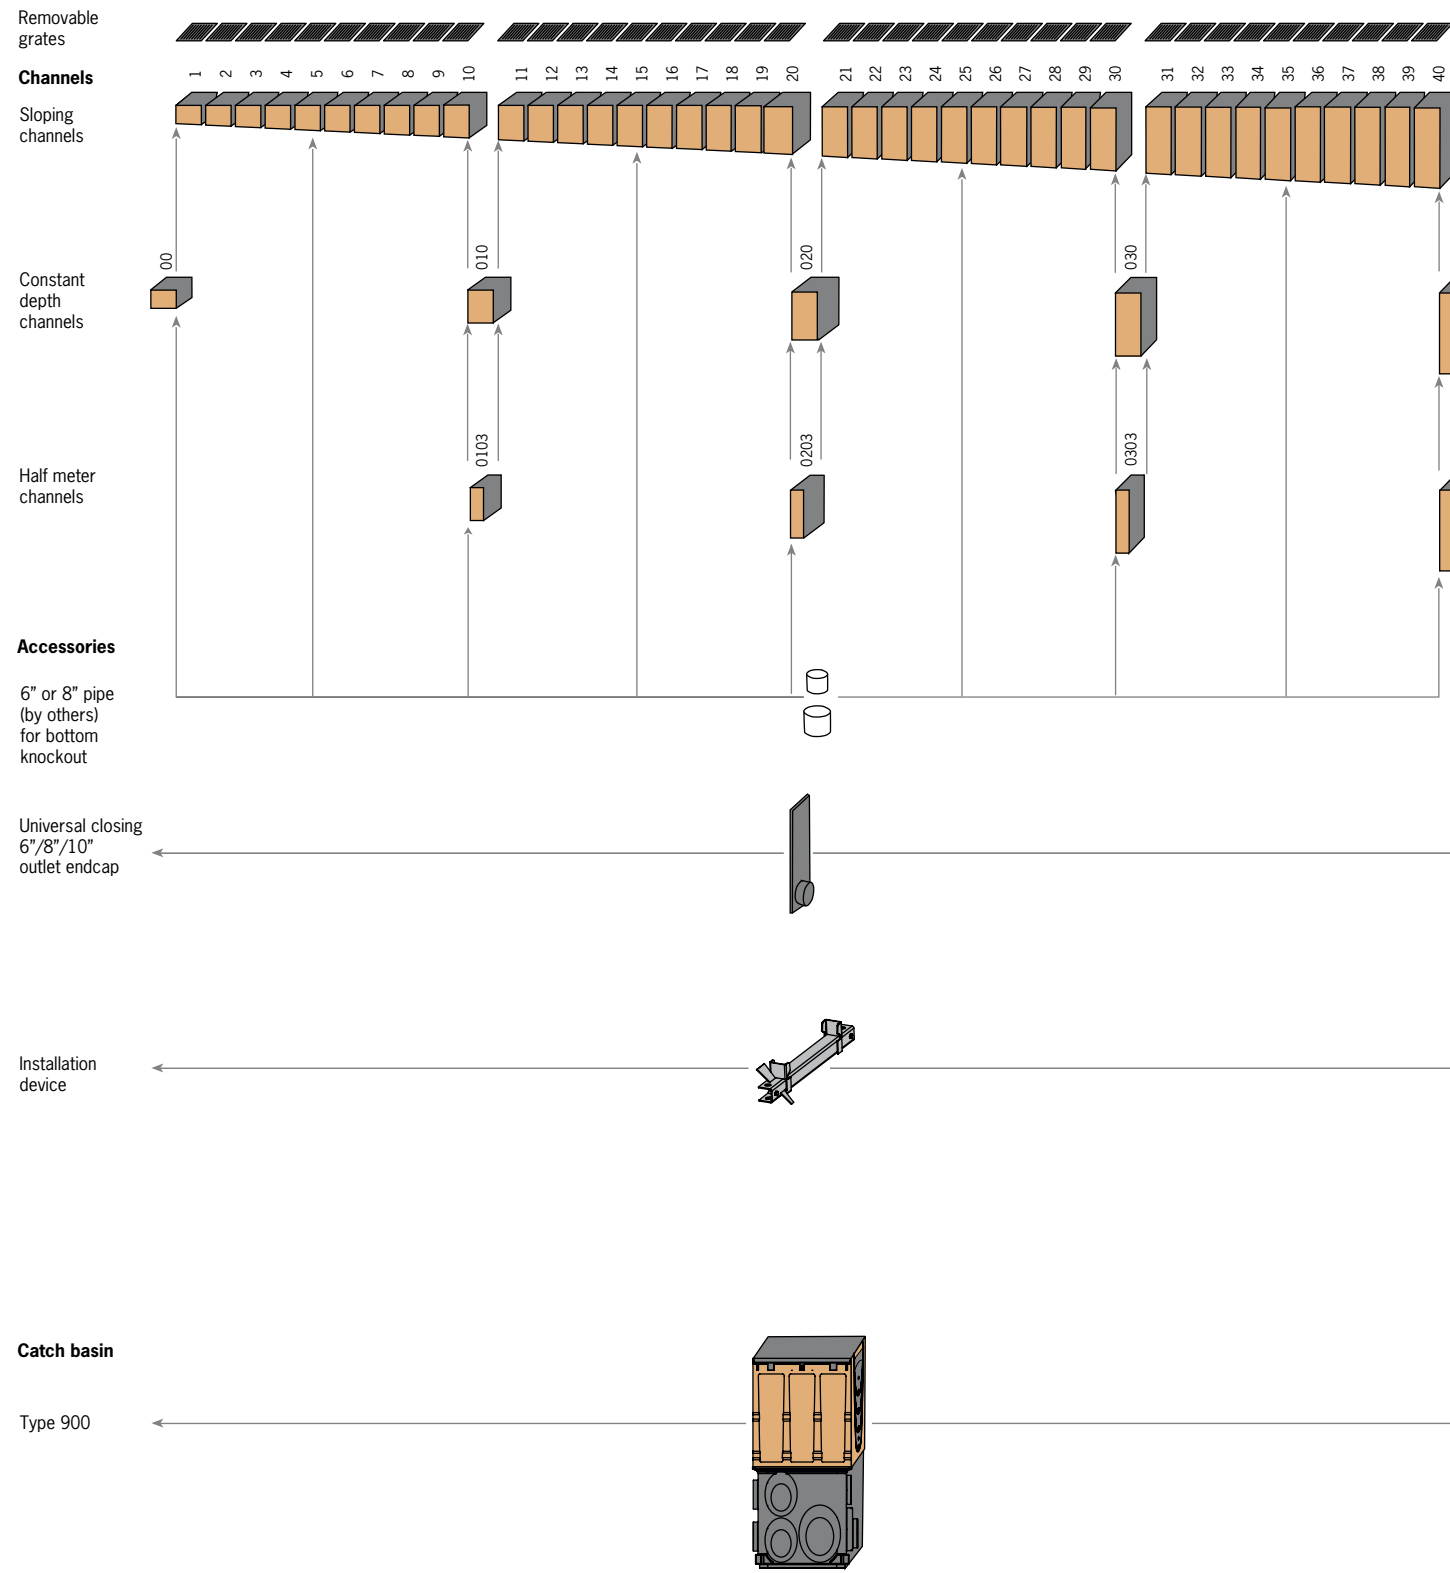 Removable
grates
Channels
1 2 3 4 5 6 7 8 9 10 11 12 13 14 15 16 17 18 19 20 21 22 23 24 25 26 27 28 29 30 31 32 33 34 35 36 37 38 39 40
Sloping
channels
00 010 020 030
Constant
depth
channels
0103 0203 0303
Half meter
channels
Accessories
6” or 8” pipe
(by others)
for bottom
knockout
Universal closing
6”/8”/10”
outlet endcap
Installation
device
Catch basin
Type 900